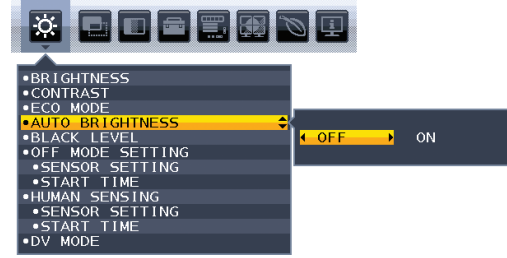 •BRIGHTNESS
•CONTRAST
•ECO MODE
•AUTO BRIGHTNESS
OFF ON
•BLACK LEVEL
•OFF MODE SETTING
•SENSOR SETTING
•START TIME
•HUMAN SENSING
•SENSOR SETTING
•START TIME
•DV MODE